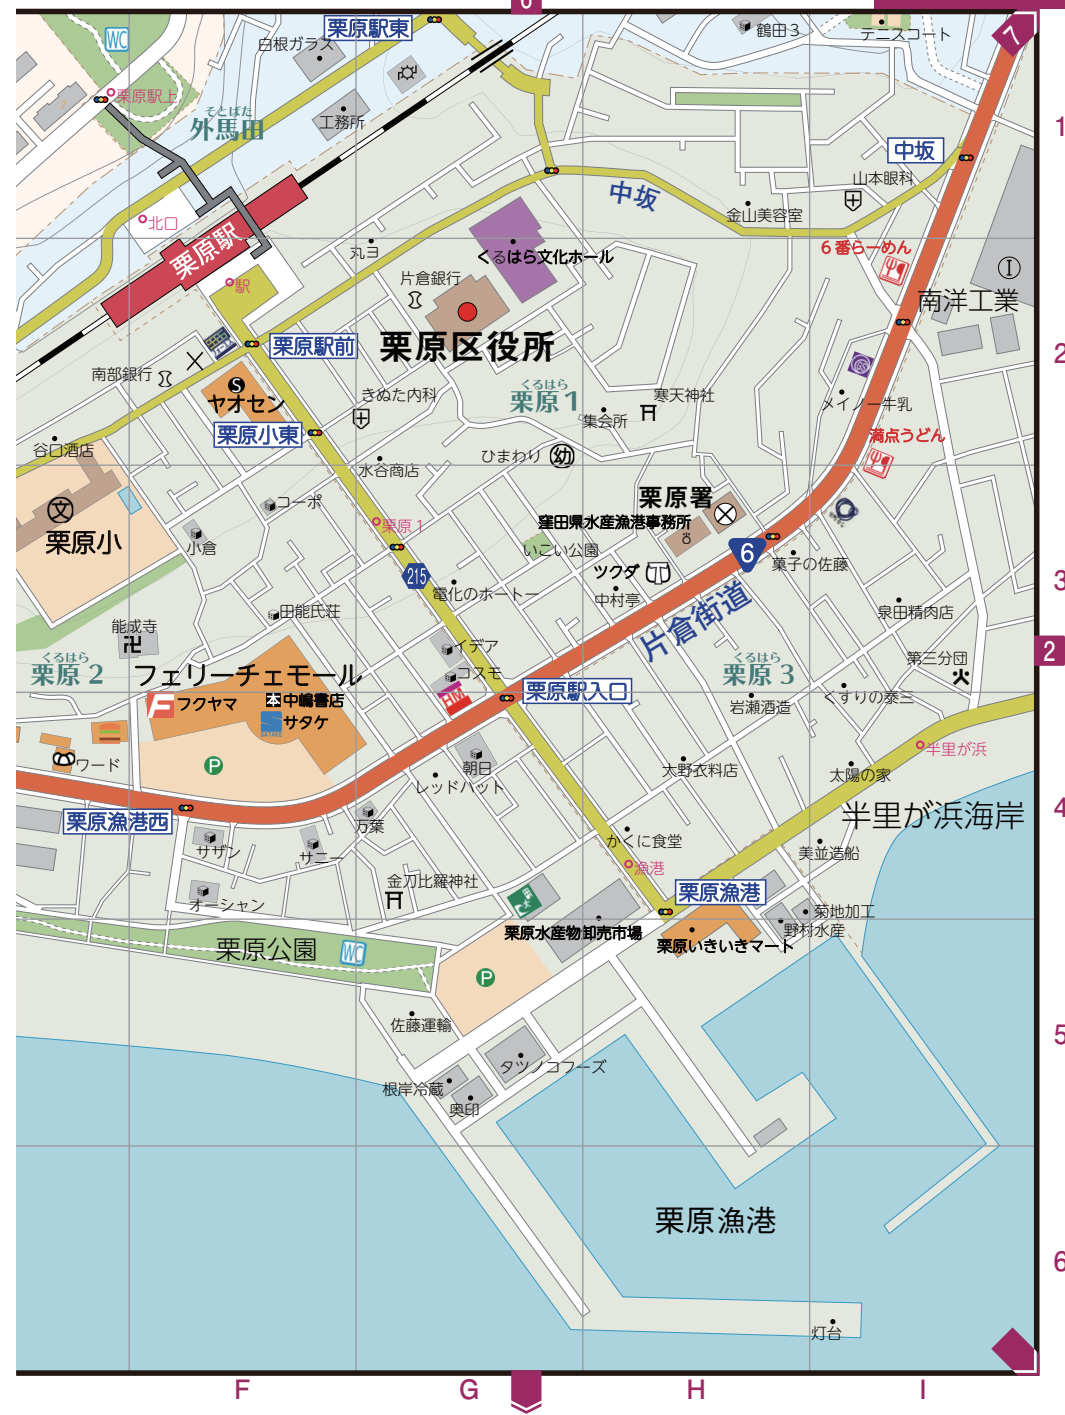 6
栗原駅東
白根ガラス
鶴田3
テニスコート
7
WC
栗原駅上
そとばた
外馬田
工務所
1
中坂
中坂
山本眼科
金山美容室
北口
栗原駅
丸ヨ
くるはら文化ホール
6番らーめん
片倉銀行
駅
南洋工業
栗原駅前
栗原区役所
2
南部銀行
S
ヤオセン
きぬた内科
くるはら
栗原1
寒天神社
集会所
メイノー牛乳
栗原小東
満点うどん
谷口酒店
ひまわり
幼
水谷商店
栗原署
コーポ
文
栗原小
栗原1
窪田県水産漁港事務所
小倉
いこい公園
6
菓子の佐藤
215
ツクダ
電化のホートー
中村亭
片倉街道
3
田能氏荘
泉田精肉店
能成寺
イデア
くるはら
栗原2
くるはら
栗原3
第三分団
2
フェリーチェモール
コスモ
F
フクヤマ
本
中嶋書店
栗原駅入口
くすりの泰三
岩瀬酒造
サタケ
半里が浜
ワード
P
朝日
大野衣料店
太陽の家
レッドハット
4
栗原漁港西
万葉
半里が浜海岸
サザン
サニー
かくに食堂
美並造船
漁港
金刀比羅神社
栗原漁港
オーシャン
菊地加工
野村水産
栗原水産物卸売市場
栗原いきいきマート
栗原公園
WC
P
佐藤運輸
5
タツノコフーズ
根岸冷蔵
奥印
栗原漁港
6
灯台
F
G
H
I